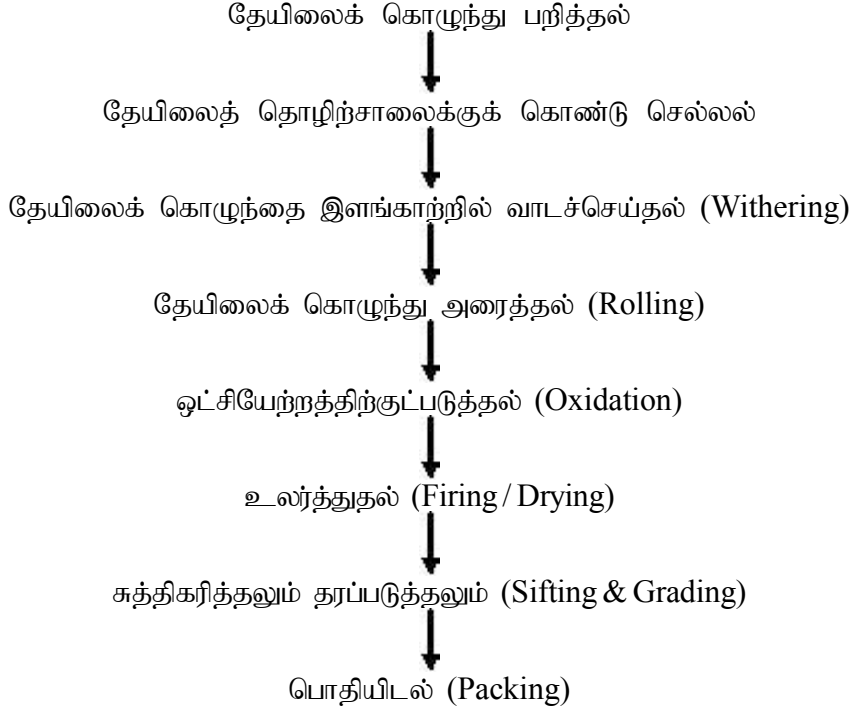 தேயிலைக் கொழுந்து பறித்தல்
தேயிலைத் தொழிற்சாலைக்குக் கொண்டு செல்லல்
தேயிலைக் கொழுந்தை இளங்காற்றில் வாடச்செய்தல் (Withering)
தேயிலைக் கொழுந்து அரைத்தல் (Rolling)
ஒட்சியேற்றத்திற்குட்படுத்தல் (Oxidation)
உலர்த்துதல் (Firing / Drying)
சுத்திகரித்தலும் தரப்படுத்தலும் (Sifting & Grading)
பொதியிடல் (Packing)